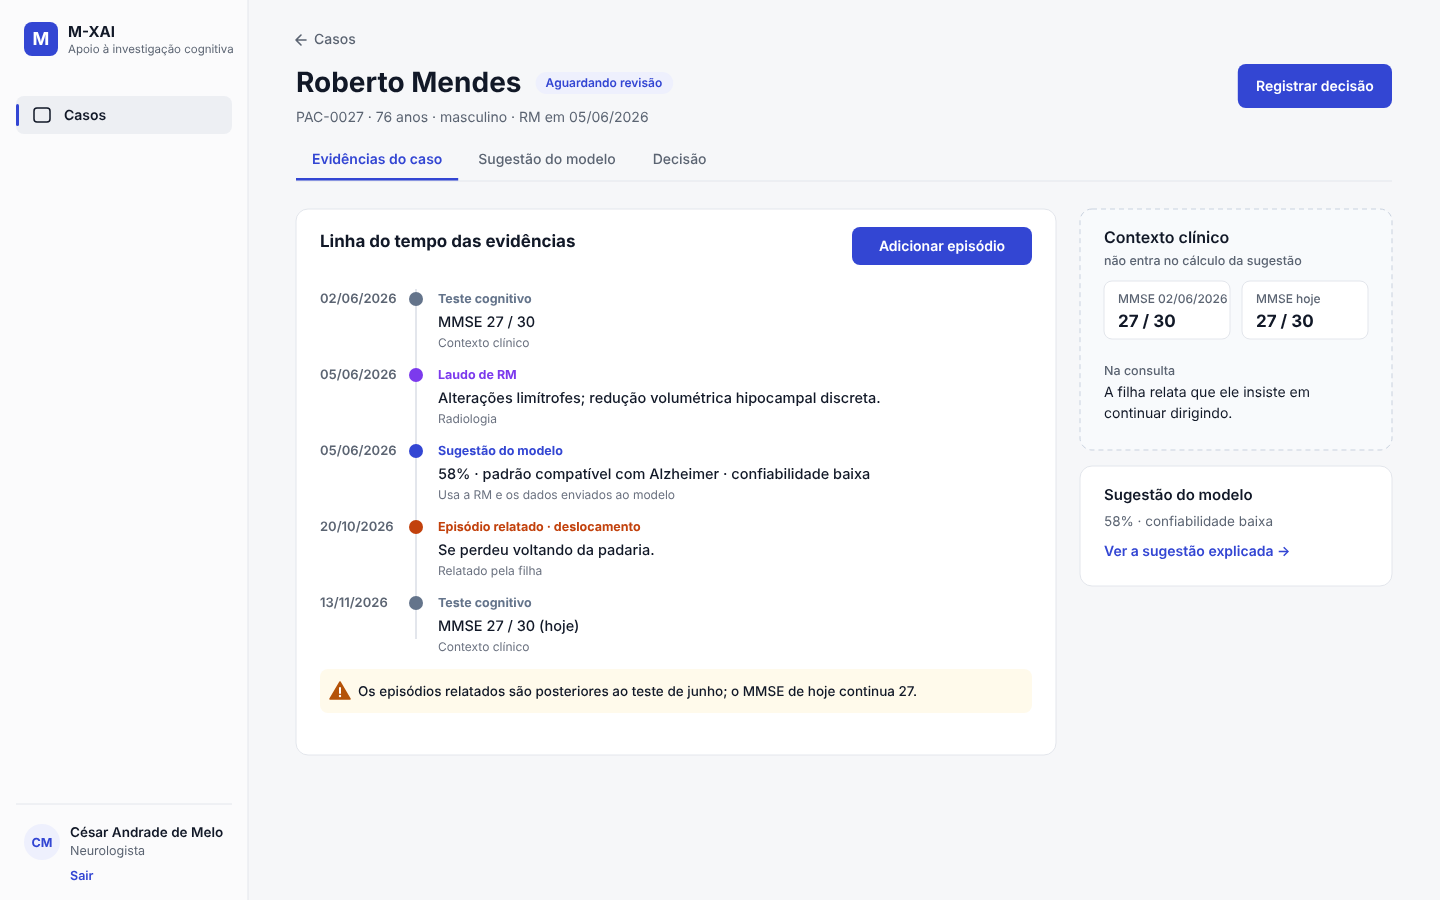 M
M-XAI
Apoio à investigação cognitiva
Casos
César Andrade de Melo
CM
Neurologista
Sair
← Casos
Roberto Mendes
Aguardando revisão
PAC-0027 · 76 anos · masculino · RM em 05/06/2026
Registrar decisão
Evidências do caso
Sugestão do modelo
Decisão
Linha do tempo das evidências
Adicionar episódio
02/06/2026
Teste cognitivo
MMSE 27 / 30
Contexto clínico
05/06/2026
Laudo de RM
Alterações limítrofes; redução volumétrica hipocampal discreta.
Radiologia
05/06/2026
Sugestão do modelo
58% · padrão compatível com Alzheimer · confiabilidade baixa
Usa a RM e os dados enviados ao modelo
20/10/2026
Episódio relatado · deslocamento
Se perdeu voltando da padaria.
Relatado pela filha
13/11/2026
Teste cognitivo
MMSE 27 / 30 (hoje)
Contexto clínico
Os episódios relatados são posteriores ao teste de junho; o MMSE de hoje continua 27.
Contexto clínico
não entra no cálculo da sugestão
MMSE 02/06/2026
27 / 30
MMSE hoje
27 / 30
Na consulta
A filha relata que ele insiste em
continuar dirigindo.
Sugestão do modelo
58% · confiabilidade baixa
Ver a sugestão explicada →